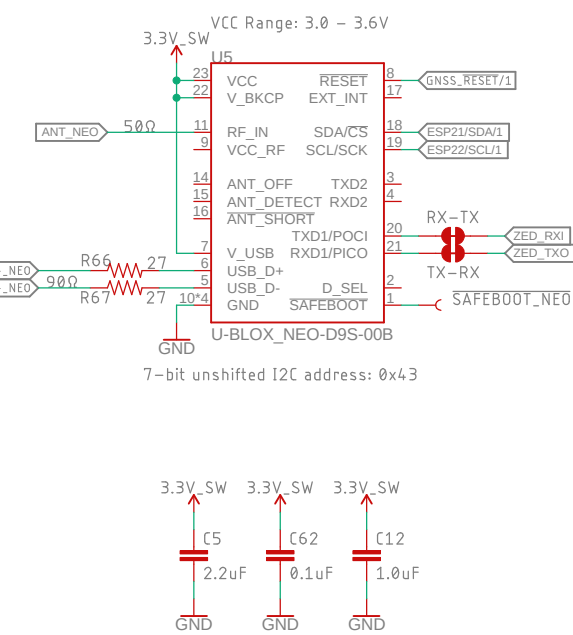 VCC Range: 3.0 - 3.6V
3.3V_SW
U5
23 VCC RESET 8 GNSS_RESET/1
22 V_BKCP EXT_INT 17
ANT_NEO 50Ω 11 RF_IN SDA/CS 18 ESP21/SDA/1
9 VCC_RF SCL/SCK 19 ESP22/SCL/1
14 ANT_OFF TXD2 3
15 ANT_DETECT RXD2 4
16 ANT_SHORT
RX-TX
TXD1/POCI 20 ZED_RXI
7 V_USB RXD1/PICO 21 ZED_TXO
TX-RX
_NEO R66 27 6 USB_D+
_NEO 90Ω R67 27 5 USB_D- D_SEL 2
10*4 GND SAFEBOOT 1 SAFEBOOT_NEO
GND
U-BLOX_NEO-D9S-00B
7-bit unshifted I2C address: 0x43
3.3V_SW 3.3V_SW 3.3V_SW
C5 C62 C12
2.2uF 0.1uF 1.0uF
GND GND GND